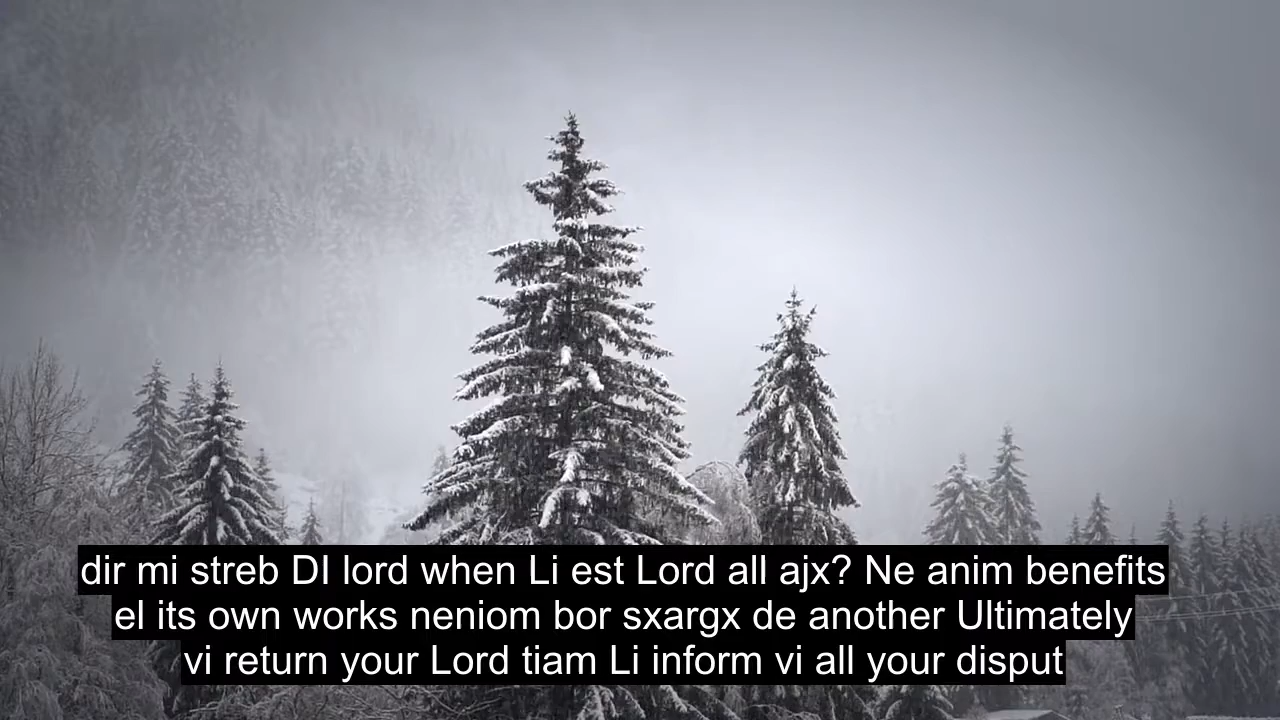 dir mi streb DI lord when Li est Lord all ajx? Ne anim benefits
el its own works neniom bor sxargx de another Ultimately
vi return your Lord tiam Li inform vi all your disput